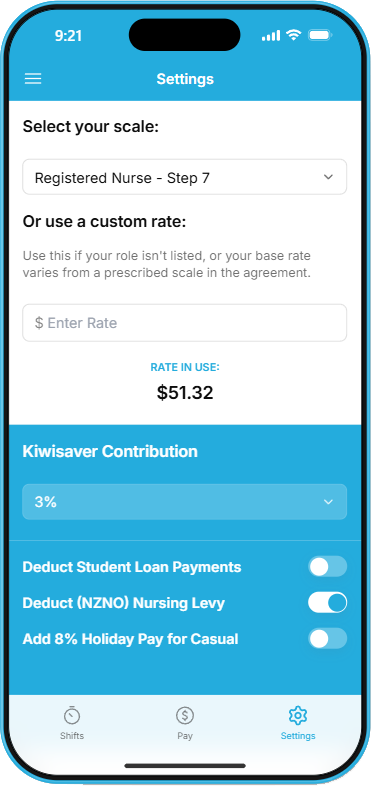 9:21
Settings
Select your scale:
Registered Nurse - Step 7
Or use a custom rate:
Use this if your role isn't listed, or your base rate
varies from a prescribed scale in the agreement.
$ Enter Rate
RATE IN USE:
$51.32
Kiwisaver Contribution
3%
Deduct Student Loan Payments
Deduct (NZNO) Nursing Levy
Add 8% Holiday Pay for Casual
Shifts
Pay
Settings